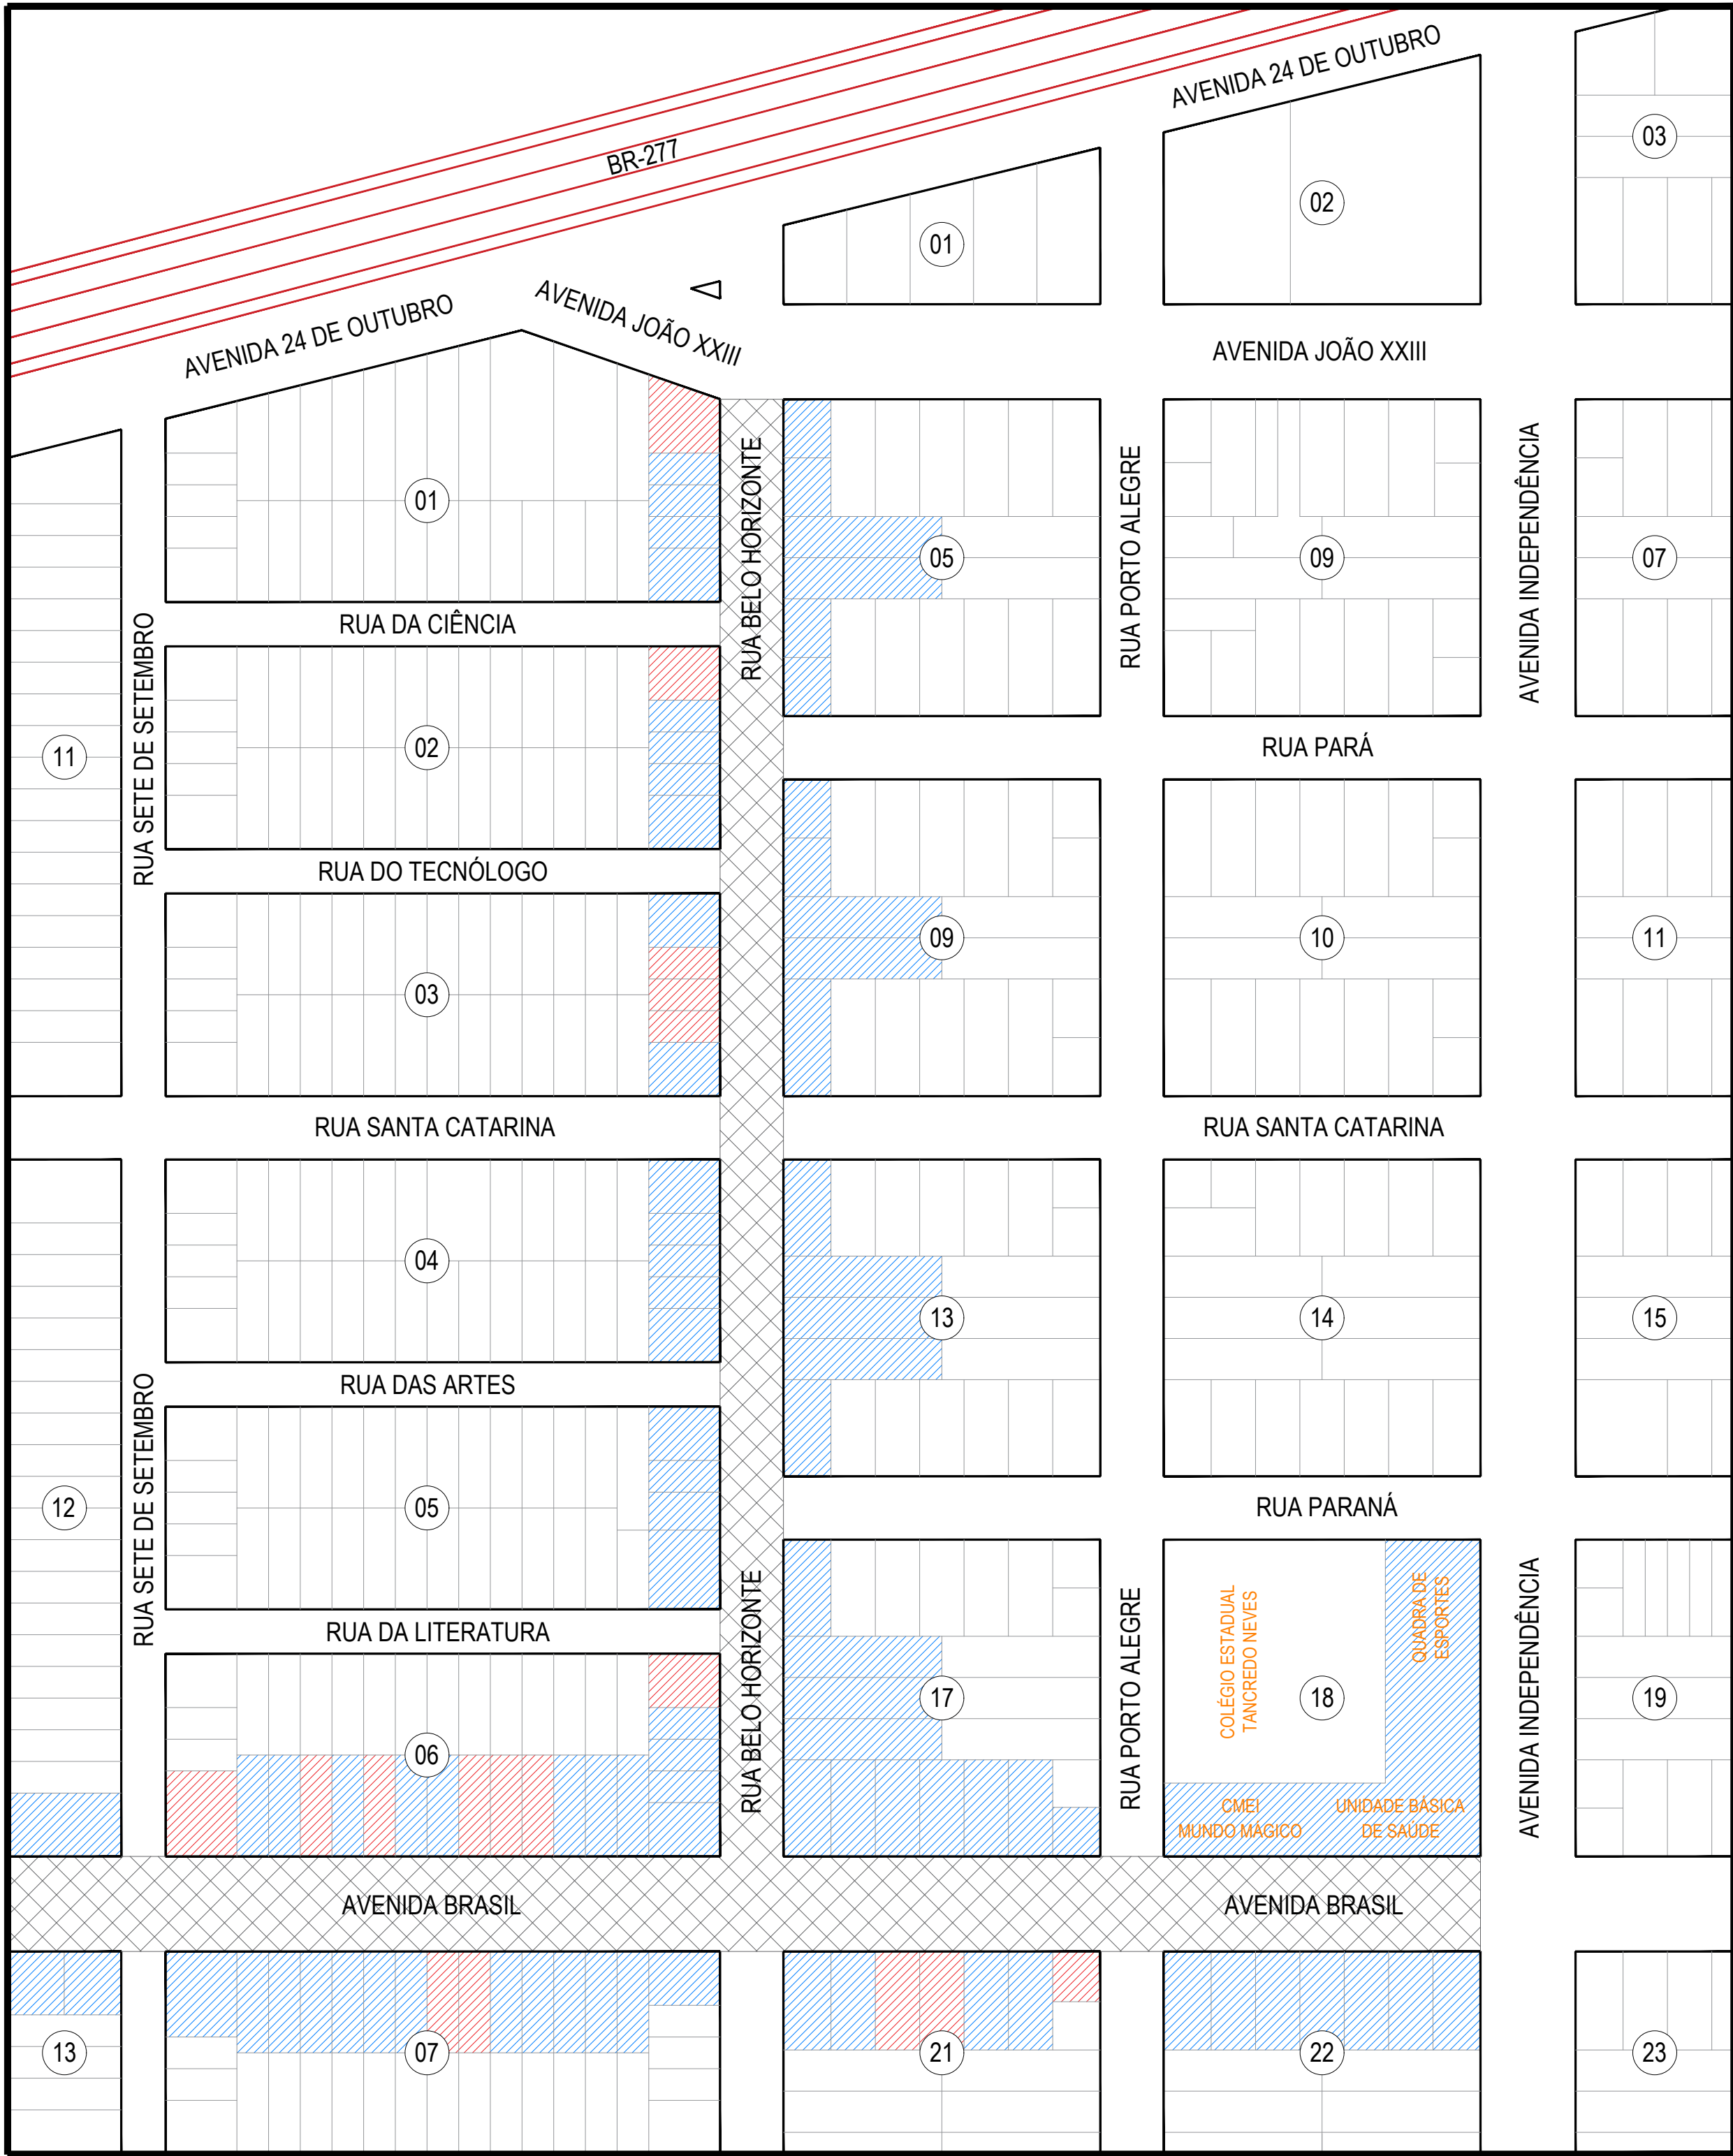 AVENIDA 24 DE OUTUBRO
03
BR-277
02
01
AVENIDA JOÃO XXIII
AVENIDA 24 DE OUTUBRO
AVENIDA JOÃO XXIII
01
RUA BELO HORIZONTE
05
RUA PORTO ALEGRE
09
AVENIDA INDEPENDÊNCIA
07
RUA DA CIÊNCIA
RUA SETE DE SETEMBRO
11
02
RUA PARÁ
RUA DO TECNÓLOGO
03
09
10
11
RUA SANTA CATARINA
RUA SANTA CATARINA
04
13
14
15
RUA DAS ARTES
RUA SETE DE SETEMBRO
12
05
RUA PARANÁ
RUA DA LITERATURA
RUA BELO HORIZONTE
06
17
RUA PORTO ALEGRE
COLÉGIO ESTADUAL
TANCREDO NEVES
18
QUADRA DE
ESPORTES
AVENIDA INDEPENDÊNCIA
19
CMEI
MUNDO MÁGICO
UNIDADE BÁSICA
DE SAÚDE
AVENIDA BRASIL
AVENIDA BRASIL
13
07
21
22
23